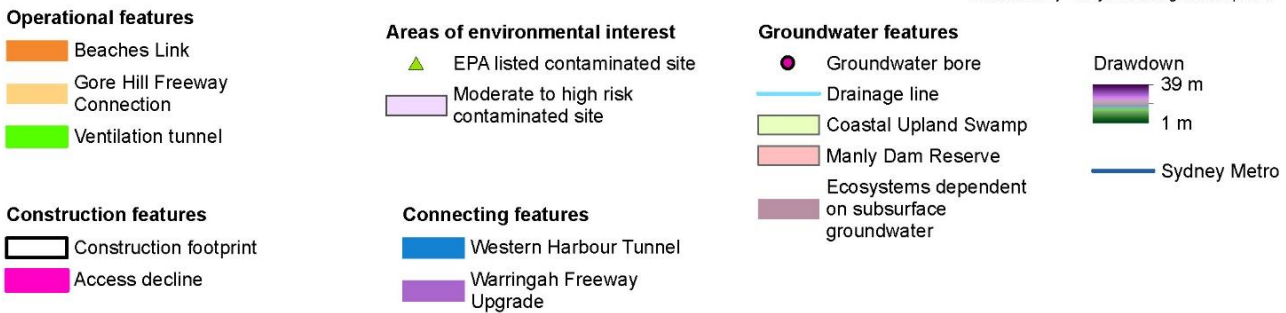 Operational features
Beaches Link
Gore Hill Freeway
Connection
Ventilation tunnel
Construction features
Construction footprint
Access decline
Areas of environmental interest
EPA listed contaminated site
Moderate to high risk
contaminated site
Connecting features
Western Harbour Tunnel
Warringah Freeway
Upgrade
Groundwater features
Groundwater bore
Drainage line
Coastal Upland Swamp
Manly Dam Reserve
Ecosystems dependent
on subsurface
groundwater
Drawdown
39 m
1 m
Sydney Metro